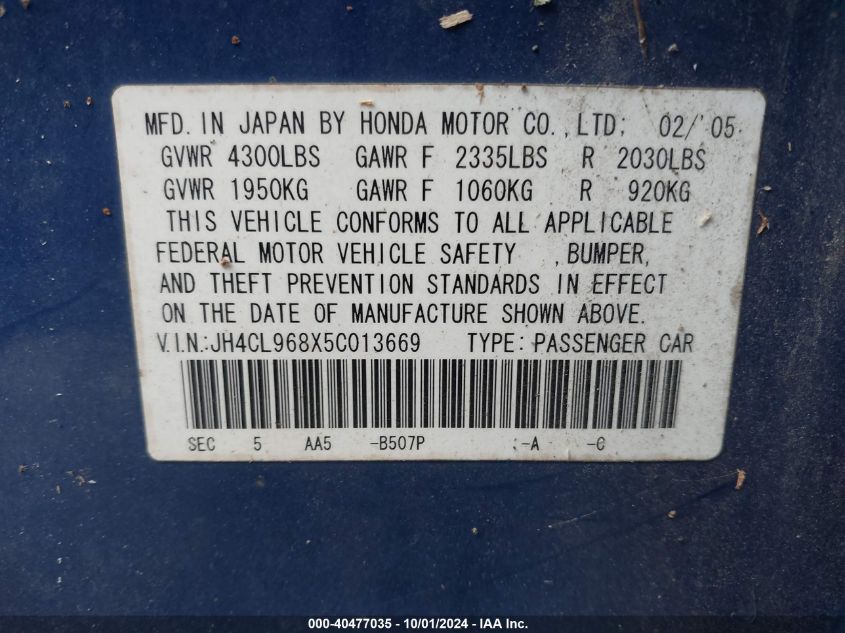 MFD. IN JAPAN BY HONDA MOTOR CO.,LTD; 02/'05
GVWR 4300LBS GAWR F 2335LBS R 2030LBS
GVWR 1950KG GAWR F 1060KG R 920KG
THIS VEHICLE CONFORMS TO ALL APPLICABLE
FEDERAL MOTOR VEHICLE SAFETY ,BUMPER,
AND THEFT PREVENTION STANDARDS IN EFFECT
ON THE DATE OF MANUFACTURE SHOWN ABOVE.
V.I.N.:JH4CL968X5C013669 TYPE: PASSENGER CAR
SEC 5 AA5 -B507P :-A -C
000-40477035 - 10/01/2024 - IAA Inc.